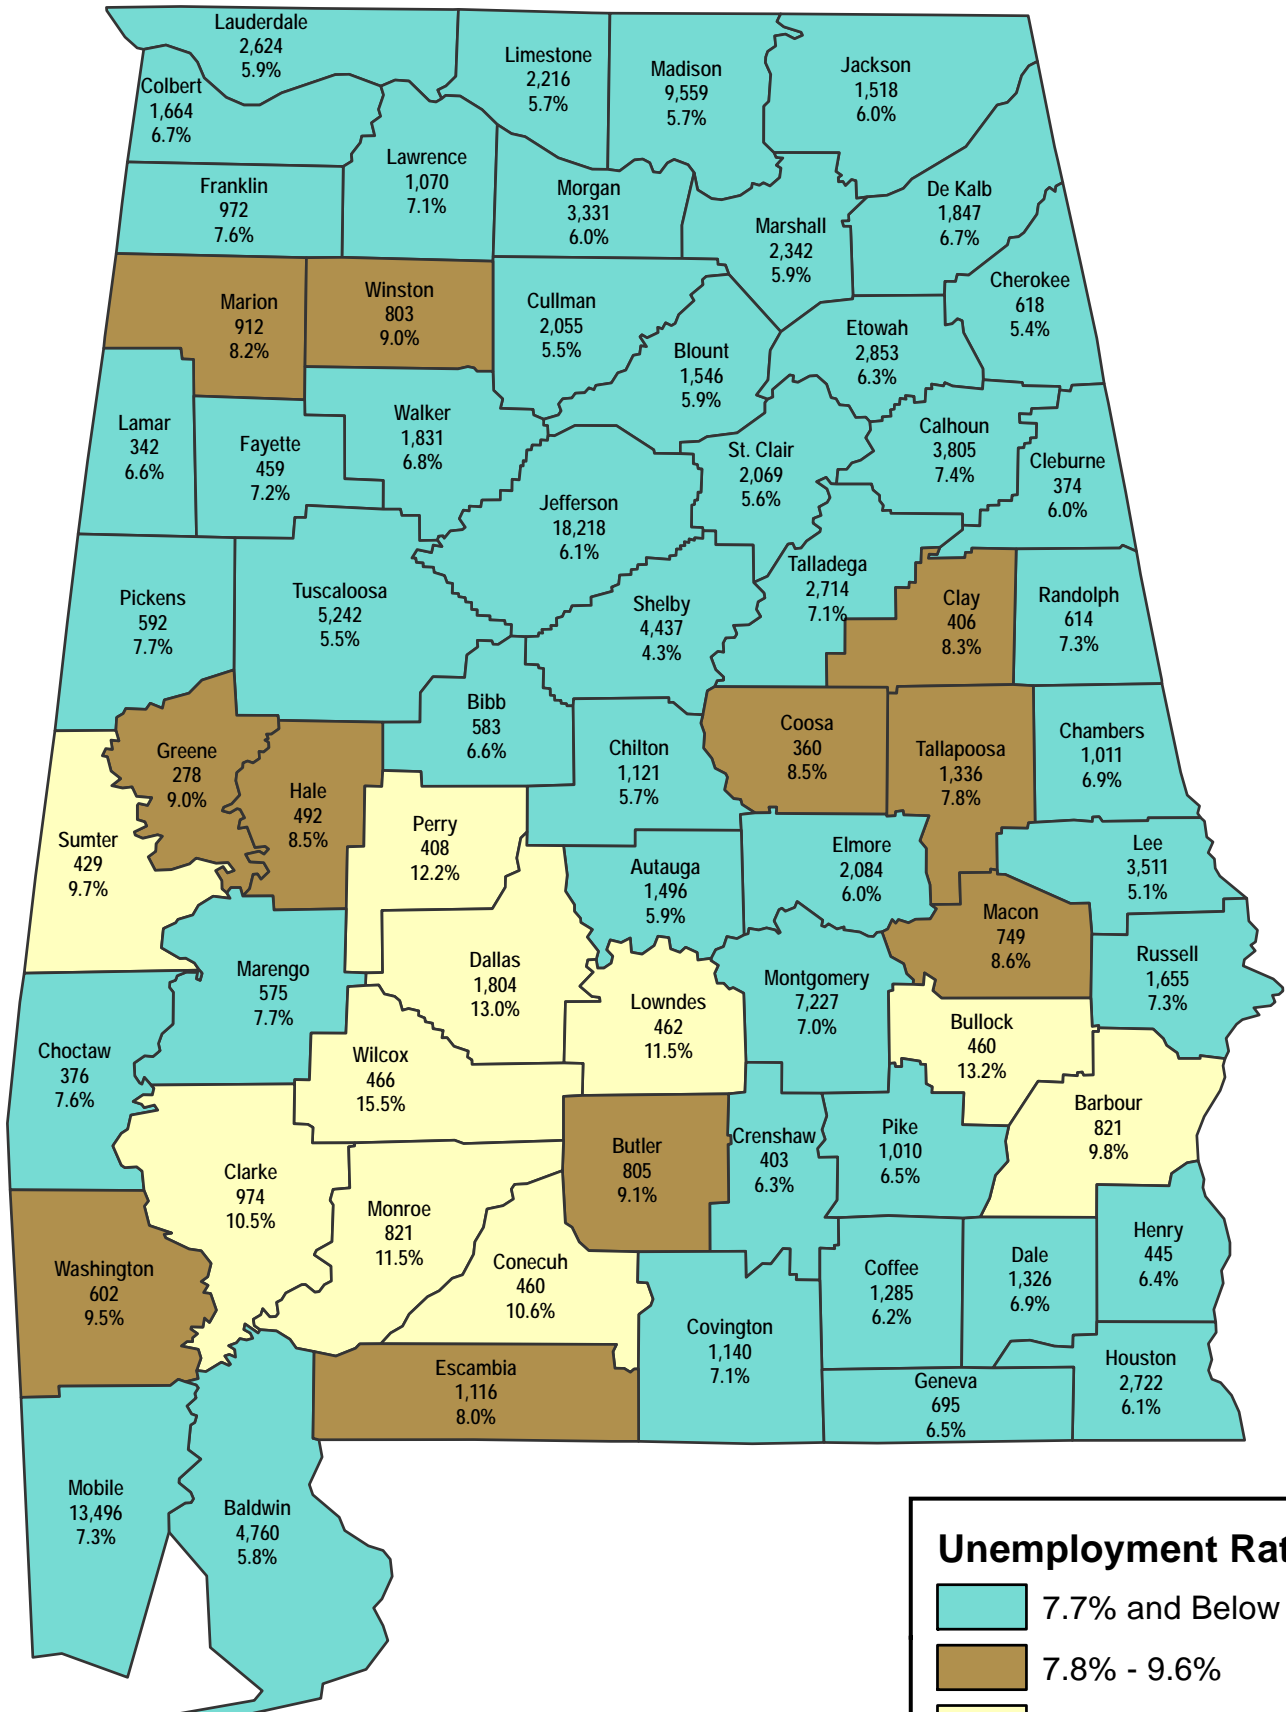 Lauderdale
2,624
5.9%
Limestone
2,216
5.7%
Madison
9,559
5.7%
Jackson
1,518
6.0%
Colbert
1,664
6.7%
Lawrence
1,070
7.1%
Franklin
972
7.6%
Morgan
3,331
6.0%
Marshall
2,342
5.9%
De Kalb
1,847
6.7%
Cherokee
618
5.4%
Marion
912
8.2%
Winston
803
9.0%
Cullman
2,055
5.5%
Blount
1,546
5.9%
Etowah
2,853
6.3%
Lamar
342
6.6%
Fayette
459
7.2%
Walker
1,831
6.8%
Jefferson
18,218
6.1%
St. Clair
2,069
5.6%
Calhoun
3,805
7.4%
Cleburne
374
6.0%
Pickens
592
7.7%
Tuscaloosa
5,242
5.5%
Shelby
4,437
4.3%
Talladega
2,714
7.1%
Clay
406
8.3%
Randolph
614
7.3%
Bibb
583
6.6%
Greene
278
9.0%
Hale
492
8.5%
Chilton
1,121
5.7%
Coosa
360
8.5%
Tallapoosa
1,336
7.8%
Chambers
1,011
6.9%
Sumter
429
9.7%
Perry
408
12.2%
Autauga
1,496
5.9%
Elmore
2,084
6.0%
Lee
3,511
5.1%
Macon
749
8.6%
Russell
1,655
7.3%
Marengo
575
7.7%
Dallas
1,804
13.0%
Lowndes
462
11.5%
Montgomery
7,227
7.0%
Bullock
460
13.2%
Choctaw
376
7.6%
Wilcox
466
15.5%
Barbour
821
9.8%
Clarke
974
10.5%
Monroe
821
11.5%
Butler
805
9.1%
Crenshaw
403
6.3%
Pike
1,010
6.5%
Henry
445
6.4%
Washington
602
9.5%
Conecuh
460
10.6%
Coffee
1,285
6.2%
Dale
1,326
6.9%
Covington
1,140
7.1%
Escambia
1,116
8.0%
Geneva
695
6.5%
Houston
2,722
6.1%
Mobile
13,496
7.3%
Baldwin
4,760
5.8%
Unemployment Rat
7.7% and Below
7.8% - 9.6%